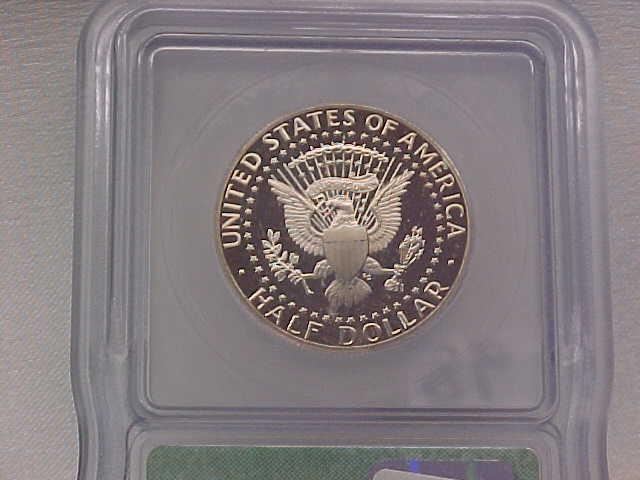 UNITED STATES OF AMERICA
· HALF DOLLAR ·